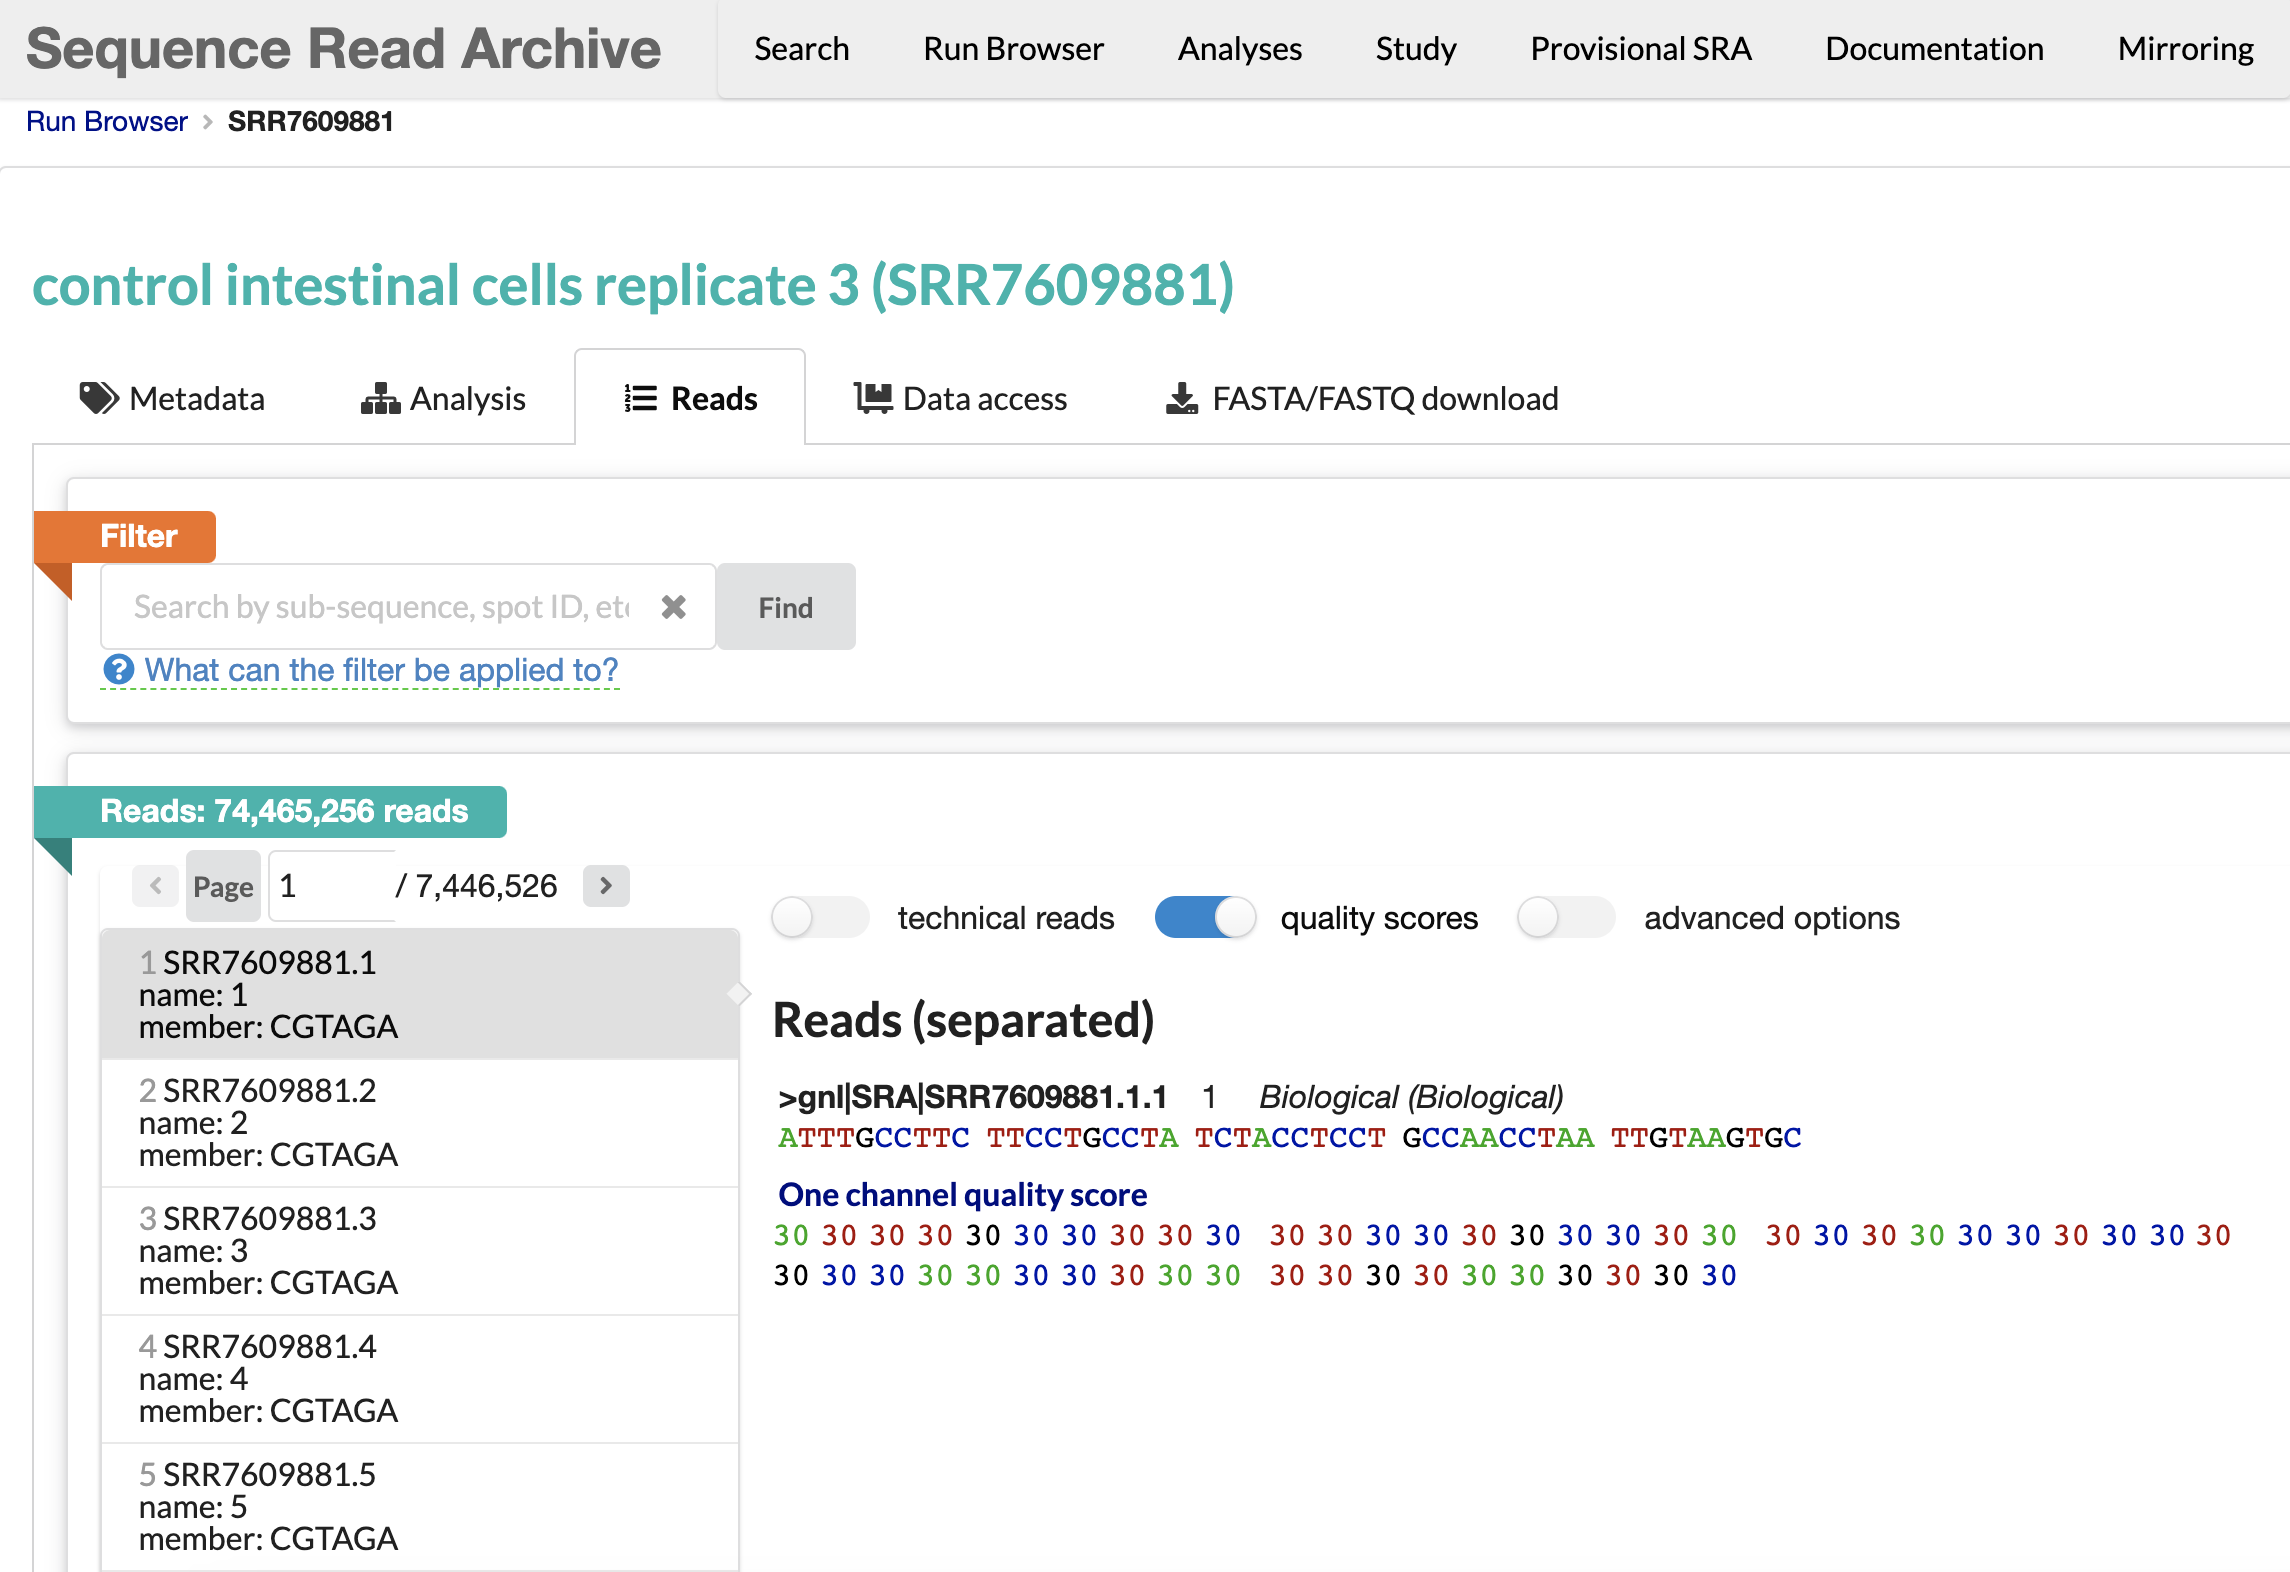 Sequence Read Archive
Search Run Browser Analyses Study Provisional SRA Documentation Mirroring
Run Browser > SRR7609881
control intestinal cells replicate 3 (SRR7609881)
Metadata Analysis Reads Data access FASTA/FASTQ download
Filter
Search by sub-sequence, spot ID, etc
Find
What can the filter be applied to?
Reads: 74,465,256 reads
Page 1 / 7,446,526
technical reads quality scores advanced options
1 SRR7609881.1
name: 1
member: CGTAGA
2 SRR7609881.2
name: 2
member: CGTAGA
3 SRR7609881.3
name: 3
member: CGTAGA
4 SRR7609881.4
name: 4
member: CGTAGA
5 SRR7609881.5
name: 5
member: CGTAGA
Reads (separated)
>gnl|SRA|SRR7609881.1.1 1 Biological (Biological)
ATTTGCCTTC TTCCTGCCTA TCTACCTCCT GCCAACCTAA TTGTAAGTGC
One channel quality score
30 30 30 30 30 30 30 30 30 30 30 30 30 30 30 30 30 30 30 30 30 30 30 30 30 30 30 30 30 30
30 30 30 30 30 30 30 30 30 30 30 30 30 30 30 30 30 30 30 30